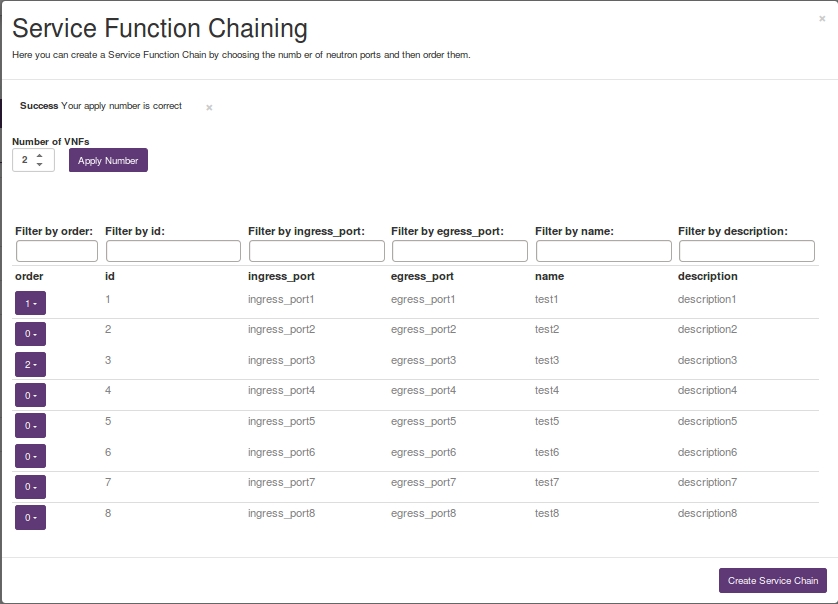 Service Function Chaining
×
Here you can create a Service Function Chain by choosing the numb er of neutron ports and then order them.
Success Your apply number is correct ×
Number of VNFs
2 Apply Number
Filter by order: Filter by id: Filter by ingress_port: Filter by egress_port: Filter by name: Filter by description:
order id ingress_port egress_port name description
1 1 ingress_port1 egress_port1 test1 description1
0 2 ingress_port2 egress_port2 test2 description2
2 3 ingress_port3 egress_port3 test3 description3
0 4 ingress_port4 egress_port4 test4 description4
0 5 ingress_port5 egress_port5 test5 description5
0 6 ingress_port6 egress_port6 test6 description6
0 7 ingress_port7 egress_port7 test7 description7
0 8 ingress_port8 egress_port8 test8 description8
Create Service Chain